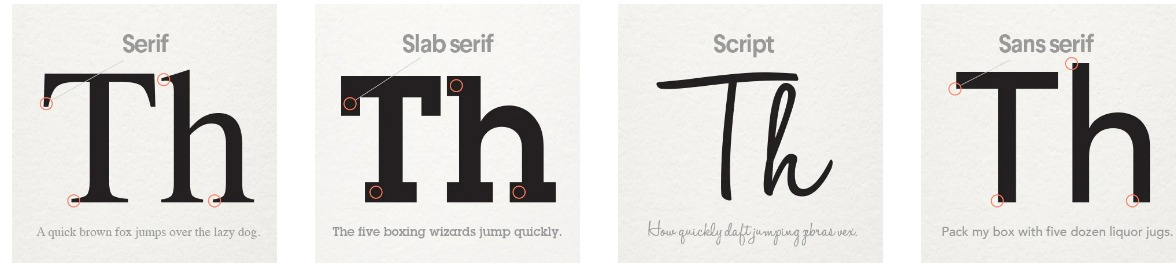 Serif
Th
A quick brown fox jumps over the lazy dog.
Slab serif
Th
The five boxing wizards jump quickly.
Script
Th
How quickly daft jumping zbras vex.
Sans serif
Th
Pack my box with five dozen liquor jugs.